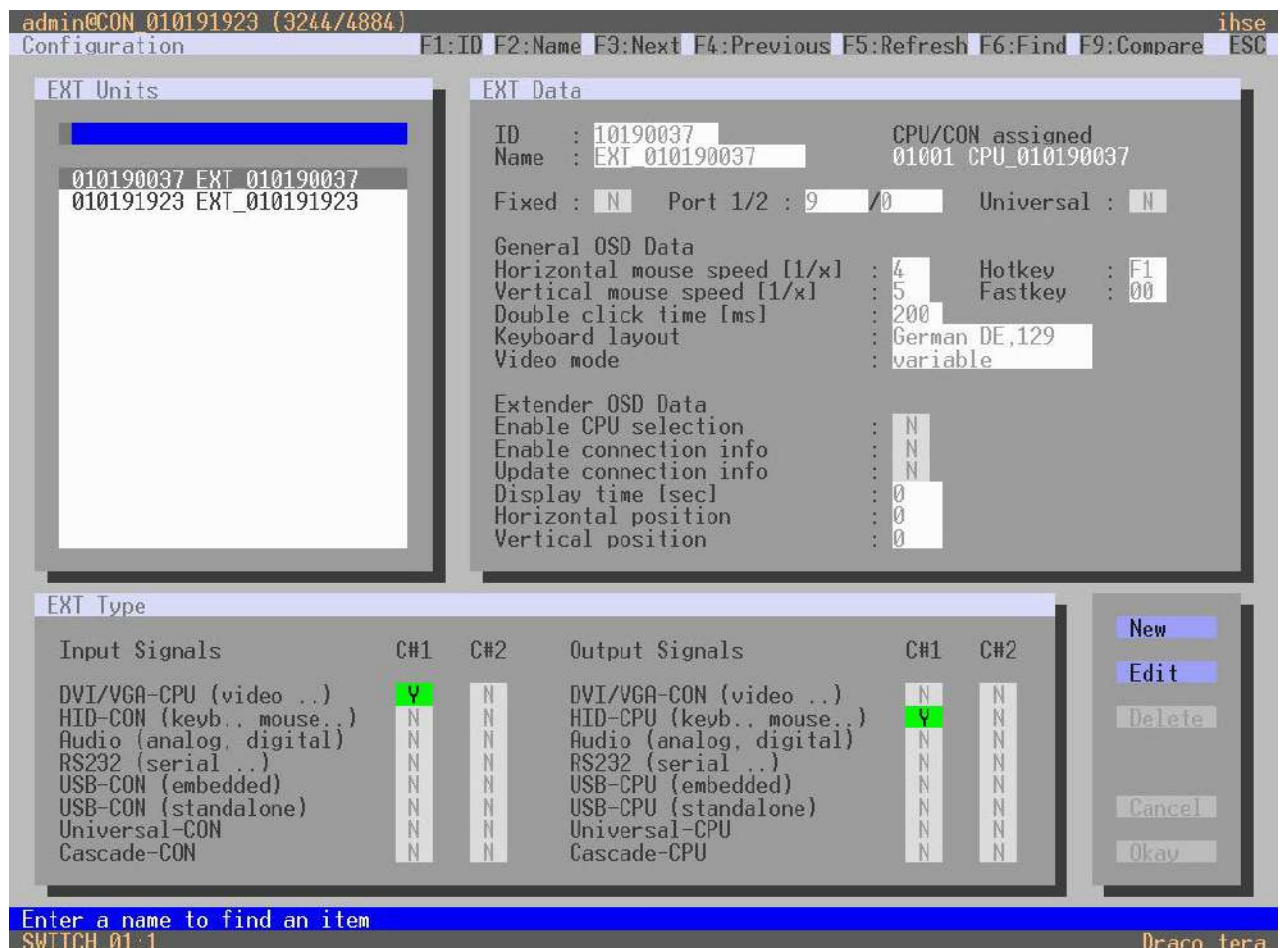 admin@CON_010191923 (3244/4884) ihse
Configuration F1:ID F2:Name F3:Next F4:Previous F5:Refresh F6:Find F9:Compare ESC
EXT Units
010190037 EXT_010190037
010191923 EXT_010191923
EXT Data
ID : 10190037 CPU/CON assigned
Name : EXT_010190037 01001 CPU_010190037
Fixed : N Port 1/2 : 9 /0 Universal : N
General OSD Data
Horizontal mouse speed [1/x] : 4 Hotkey : F1
Vertical mouse speed [1/x] : 5 Fastkey : 00
Double click time [ms] : 200
Keyboard layout : German DE,129
Video mode : variable
Extender OSD Data
Enable CPU selection : N
Enable connection info : N
Update connection info : N
Display time [sec] : 0
Horizontal position : 0
Vertical position : 0
EXT Type
Input Signals C#1 C#2 Output Signals C#1 C#2
DVI/VGA-CPU (video ..) Y N DVI/VGA-CON (video ..) N N
HID-CON (keyb., mouse..) N N HID-CPU (keyb., mouse..) Y N
Audio (analog, digital) N N Audio (analog, digital) N N
RS232 (serial ..) N N RS232 (serial ..) N N
USB-CON (embedded) N N USB-CPU (embedded) N N
USB-CON (standalone) N N USB-CPU (standalone) N N
Universal-CON N N Universal-CPU N N
Cascade-CON N N Cascade-CPU N N
New
Edit
Delete
Cancel
Okay
Enter a name to find an item
SWITCH_01:1 Draco tera